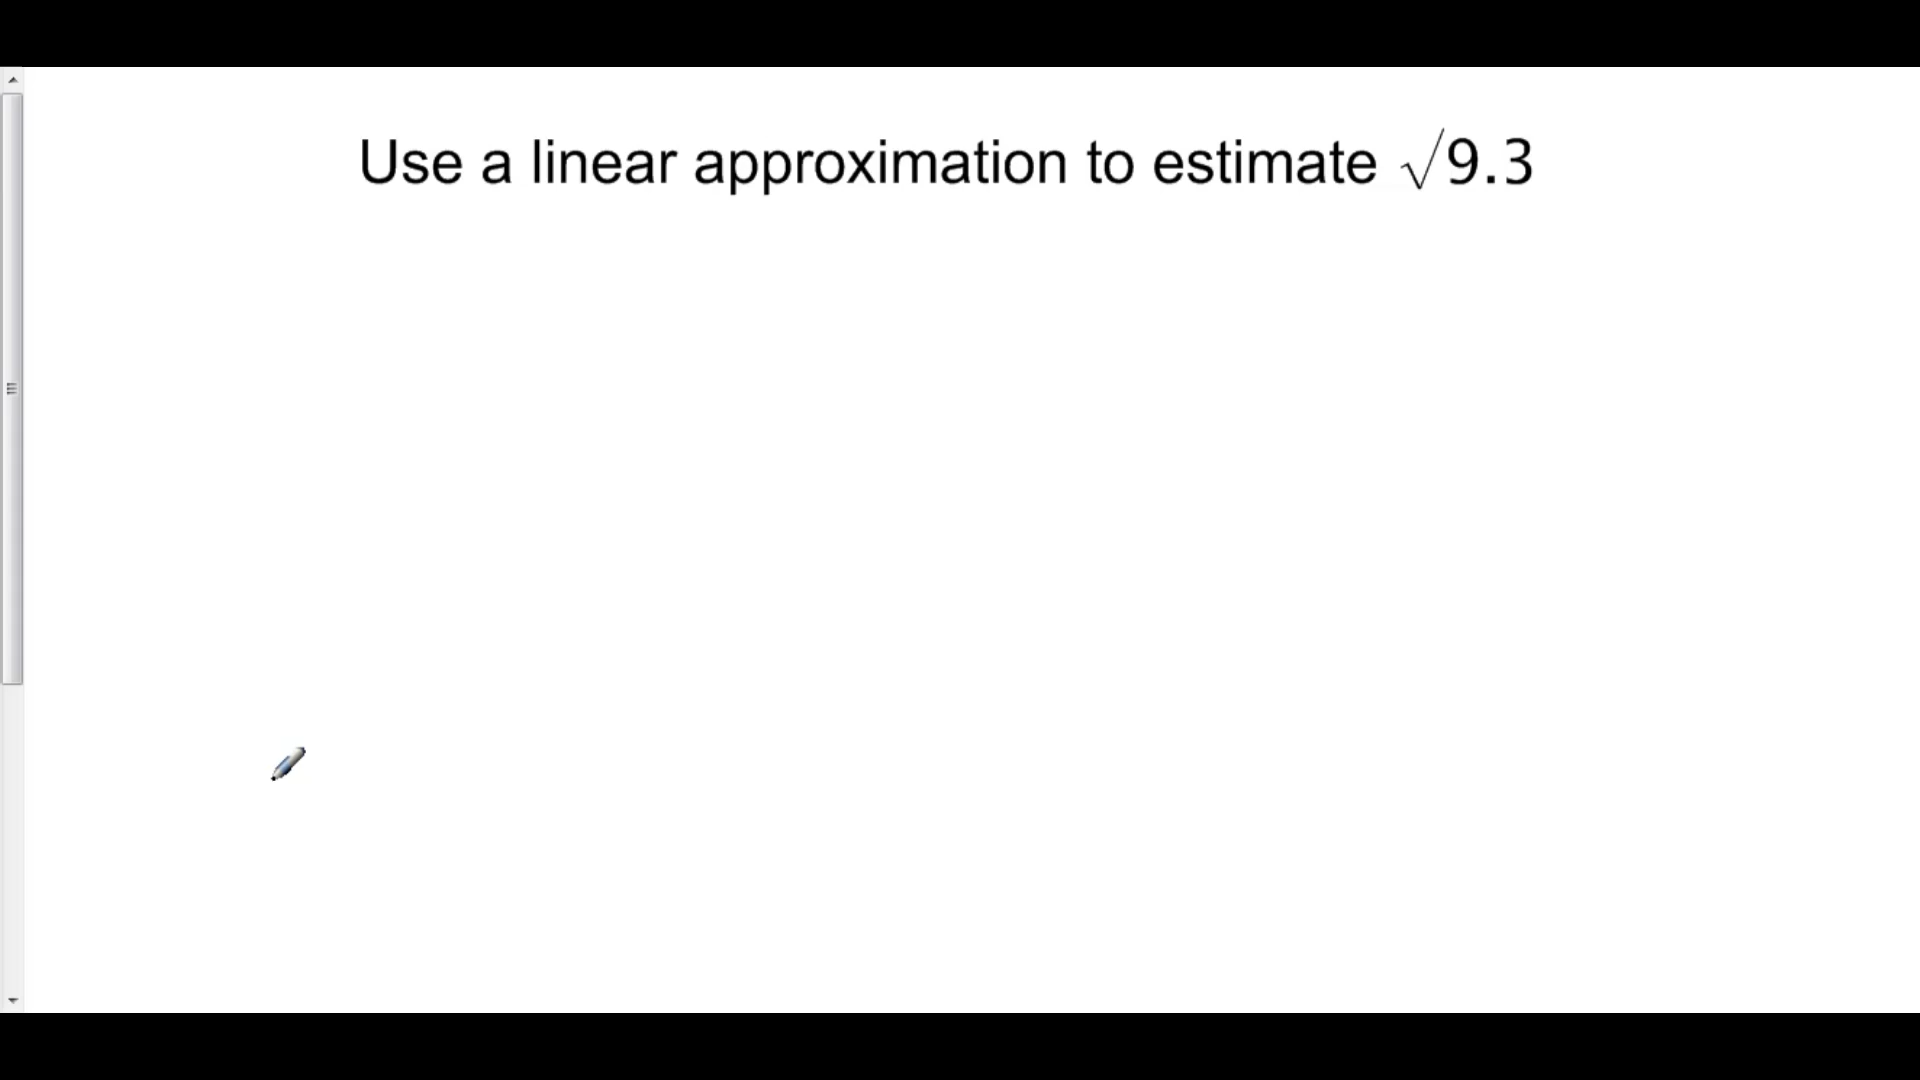 Use a linear approximation to estimate √9.3